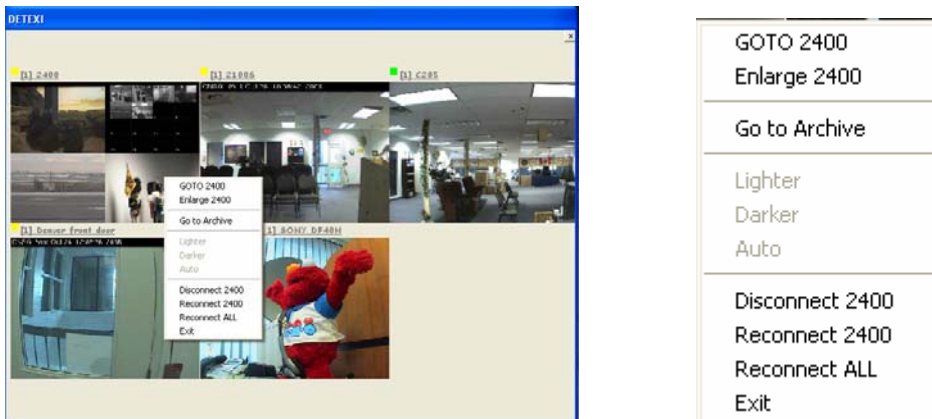 DETEXI
[1] 2400
[1] 2100S
[1] C205
GOTO 2400
Enlarge 2400
Go to Archive
Lighter
Darker
Auto
Disconnect 2400
Reconnect 2400
Reconnect ALL
Exit
[1] Denver front door
1] SONY DF40N
GOTO 2400
Enlarge 2400
Go to Archive
Lighter
Darker
Auto
Disconnect 2400
Reconnect 2400
Reconnect ALL
Exit